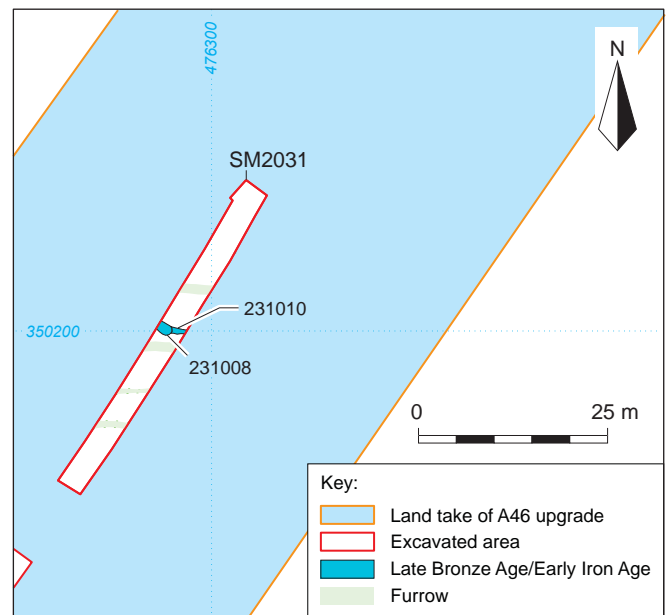 476300
N
SM2031
231010
350200
231008
0 25 m
Key:
Land take of A46 upgrade
Excavated area
Late Bronze Age/Early Iron Age
Furrow